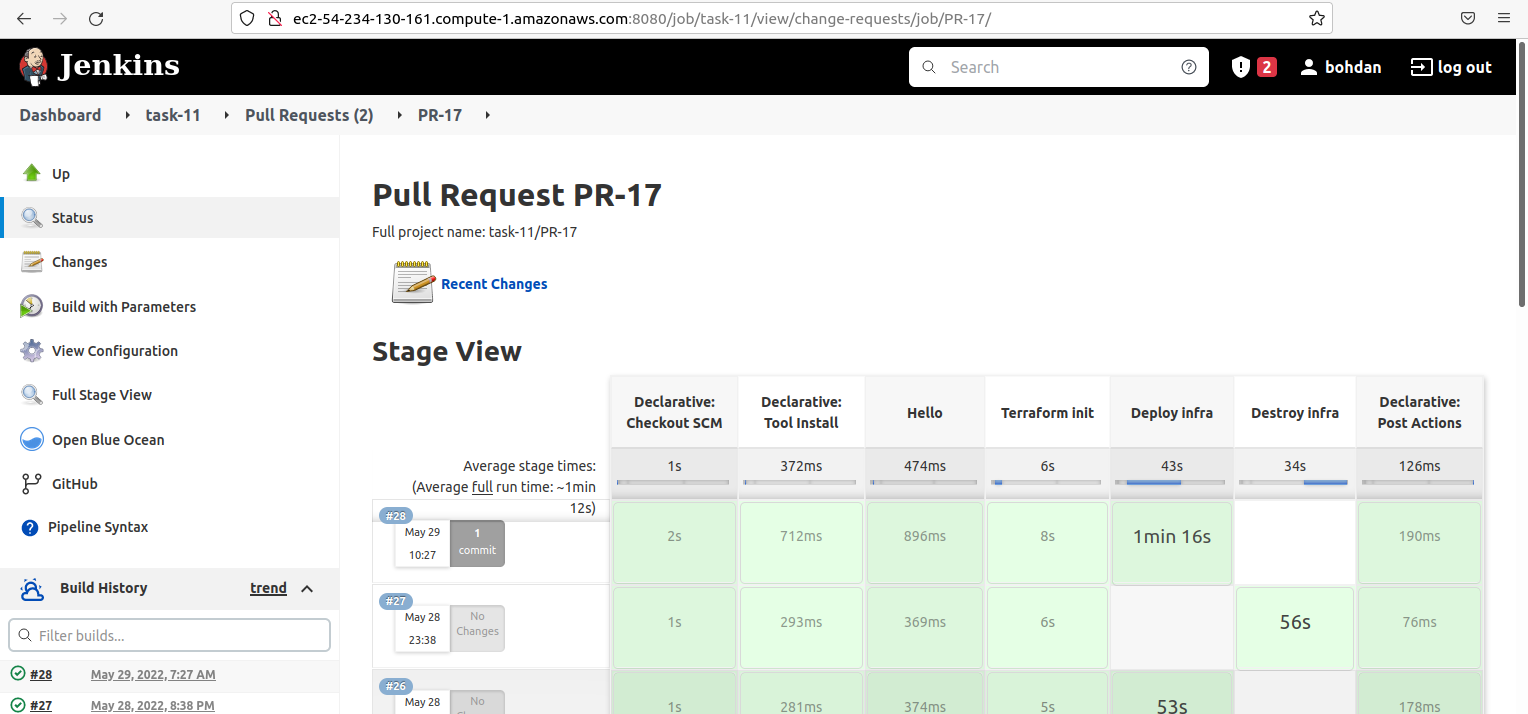 ec2-54-234-130-161.compute-1.amazonaws.com:8080/job/task-11/view/change-requests/job/PR-17/
Jenkins
Search
2
bohdan
log out
Dashboard
task-11
Pull Requests (2)
PR-17
Up
Status
Changes
Build with Parameters
View Configuration
Full Stage View
Open Blue Ocean
GitHub
Pipeline Syntax
Build History
trend
Filter builds...
#28 May 29, 2022, 7:27 AM
#27 May 28, 2022, 8:38 PM
Pull Request PR-17
Full project name: task-11/PR-17
Recent Changes
Stage View
Declarative:
Checkout SCM
Declarative:
Tool Install
Hello
Terraform init
Deploy infra
Destroy infra
Declarative:
Post Actions
Average stage times:
(Average full run time: ~1min
12s)
1s
372ms
474ms
6s
43s
34s
126ms
#28
May 29
10:27
1
commit
2s
712ms
896ms
8s
1min 16s
190ms
#27
May 28
23:38
No
Changes
1s
293ms
369ms
6s
56s
76ms
#26
May 28
No
1s
281ms
374ms
5s
53s
178ms